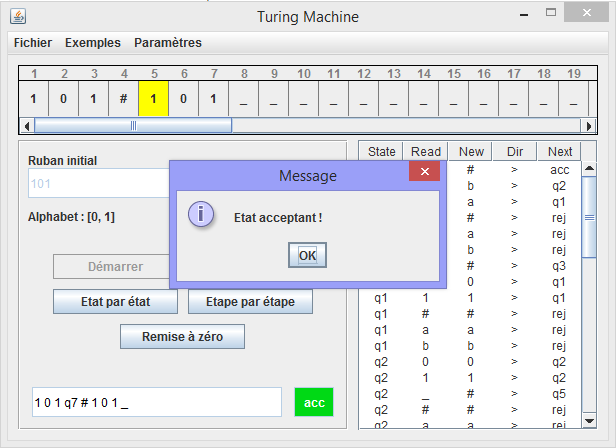 Turing Machine
Fichier Exemples Paramètres
1 2 3 4 5 6 7 8 9 10 11 12 13 14 15 16 17 18 19
1 0 1 # 1 0 1 _ _ _ _ _ _ _ _ _ _ _ _
Ruban initial
101
Alphabet : [0, 1]
Démarrer
Etat par état Etape par étape
Remise à zéro
1 0 1 q7 # 1 0 1 _
acc
Message
Etat acceptant !
OK
State Read New Dir Next
# > acc
b > q2
a > q1
a > rej
b > rej
# > q3
0 > q1
q1 1 1 > q1
q1 # # > rej
q1 a a > rej
q1 b b > rej
q2 0 0 > q2
q2 1 1 > q2
q2 _ # > q5
q2 # # > rej
q2 a a > rej